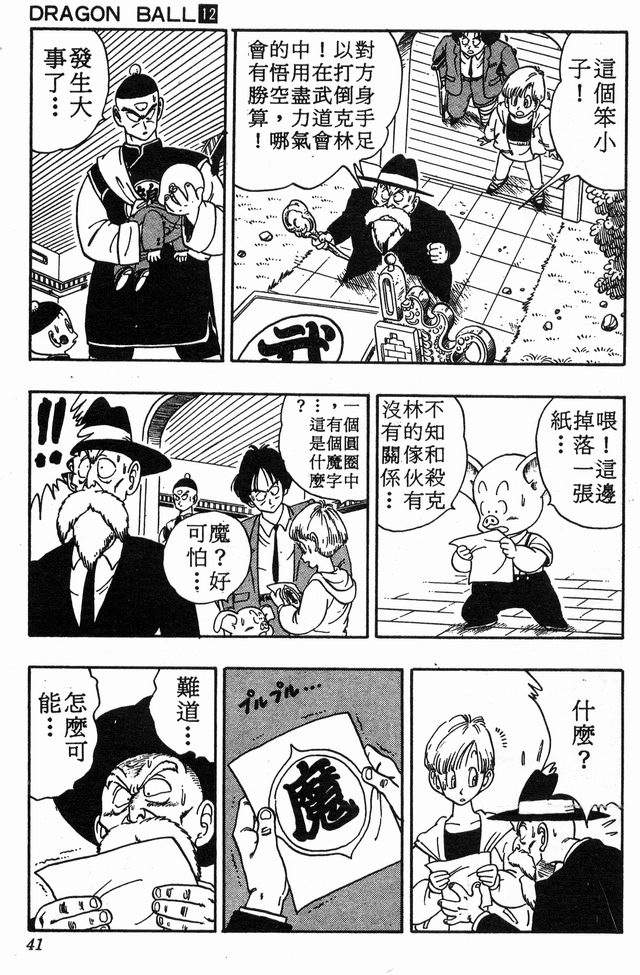 DRAGON BALL 12
這個笨小
子！
對方身手足
以打倒克林
！在武道會
中用盡力氣
的悟空，哪
會有勝算！
武
發生大
事了…
喂！這邊
掉落一張
紙…
不知和殺克
林的傢伙有
沒有關係…
一個圓圈中
，有個魔字
…這是什麼
？
魔？好
可怕…
!!
什麼？
プルプル…
魔
難道…
怎麼可
能…
41